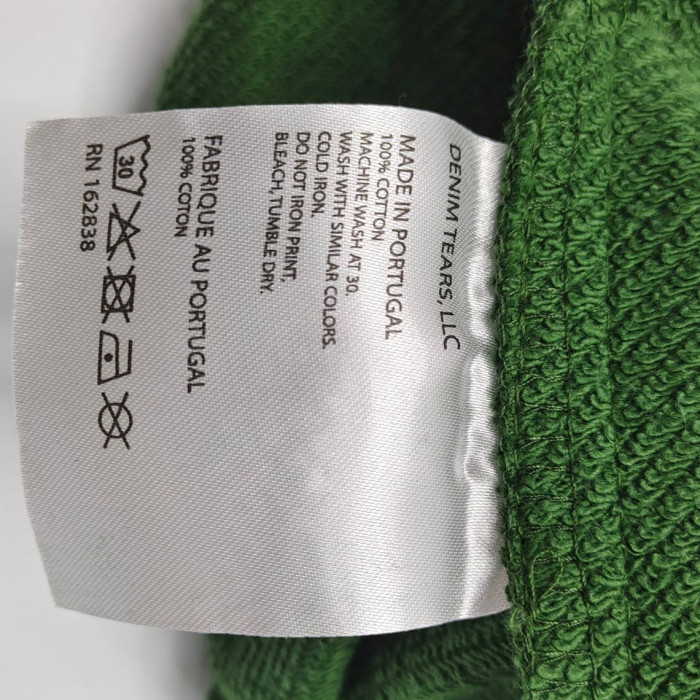 DENIM TEARS, LLC
MADE IN PORTUGAL
100% COTTON
MACHINE WASH AT 30.
WASH WITH SIMILAR COLORS.
COLD IRON.
DO NOT IRON PRINT,
BLEACH, TUMBLE DRY.
FABRIQUE AU PORTUGAL
100% COTON
30
RN 162838